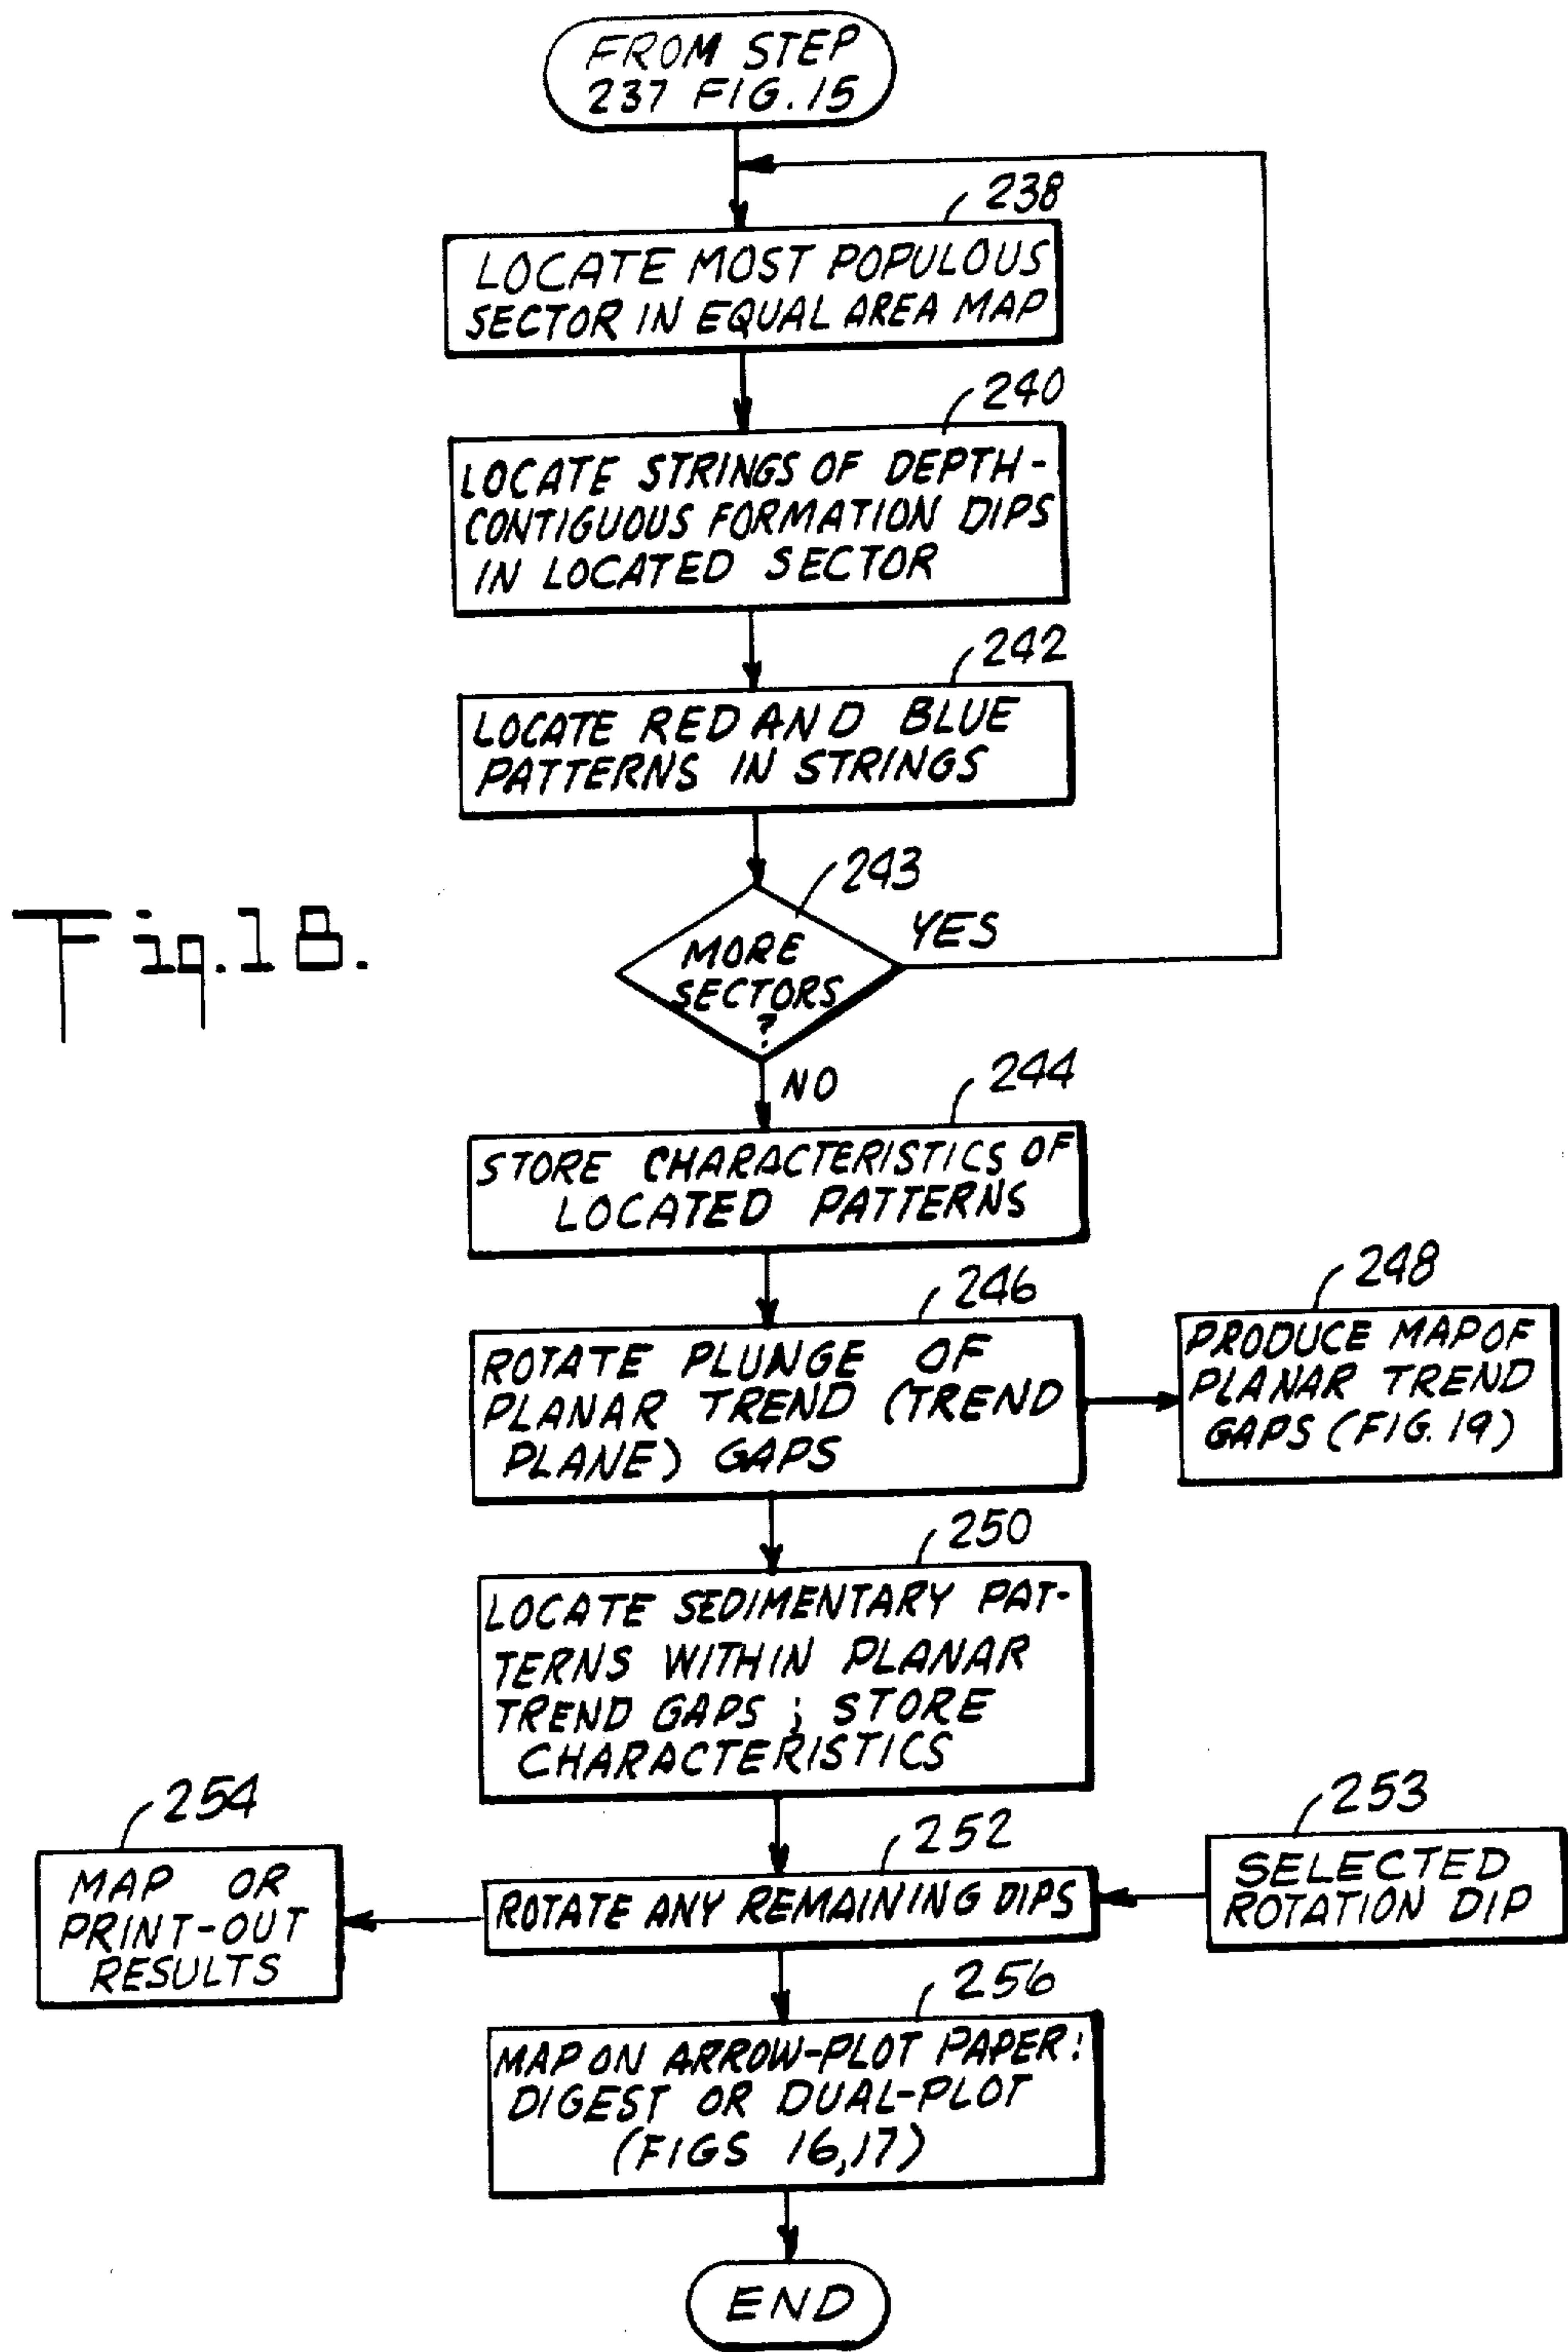 FROM STEP
237 FIG. 15
238
LOCATE MOST POPULOUS
SECTOR IN EQUAL AREA MAP
240
LOCATE STRINGS OF DEPTH-
CONTIGUOUS FORMATION DIPS
IN LOCATED SECTOR
242
LOCATE RED AND BLUE
PATTERNS IN STRINGS
243
MORE
SECTORS
?
YES
Fig. 18.
NO
244
STORE CHARACTERISTICS OF
LOCATED PATTERNS
246
ROTATE PLUNGE OF
PLANAR TREND (TREND
PLANE) GAPS
248
PRODUCE MAP OF
PLANAR TREND
GAPS (FIG. 19)
250
LOCATE SEDIMENTARY PAT-
TERNS WITHIN PLANAR
TREND GAPS; STORE
CHARACTERISTICS
254
MAP OR
PRINT-OUT
RESULTS
252
ROTATE ANY REMAINING DIPS
253
SELECTED
ROTATION DIP
256
MAP ON ARROW-PLOT PAPER:
DIGEST OR DUAL-PLOT
(FIGS 16,17)
END